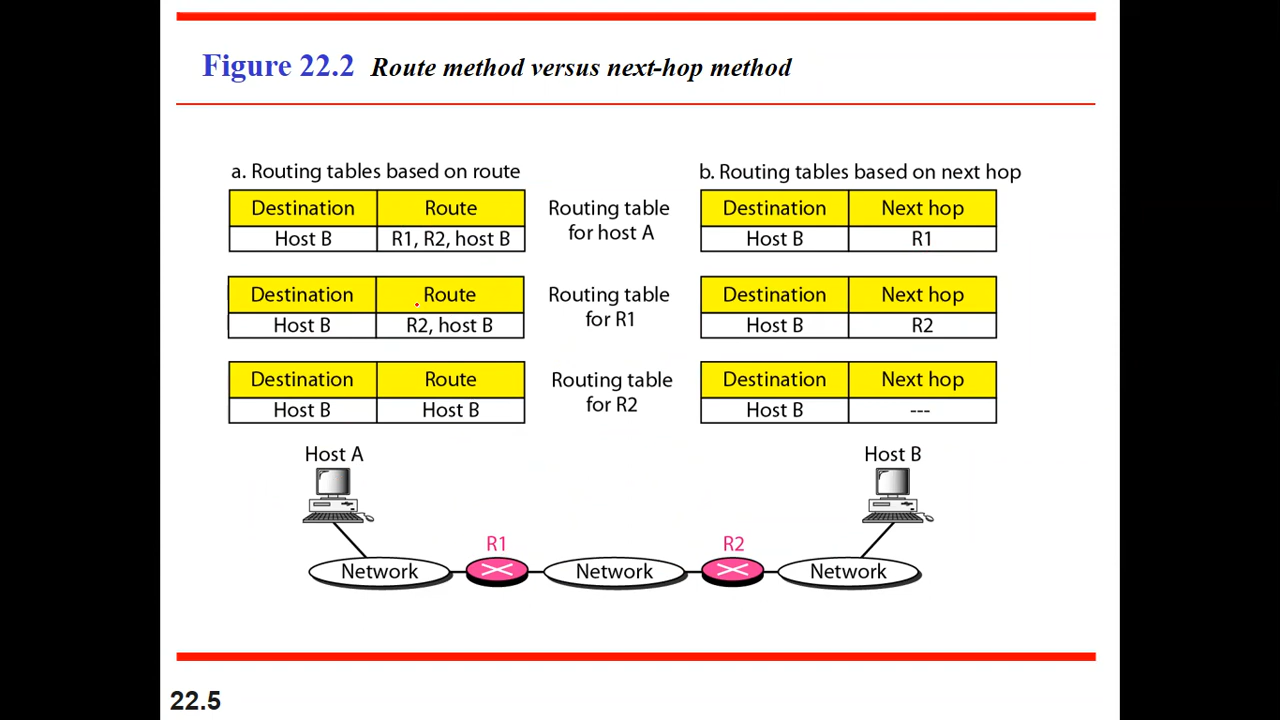 Figure 22.2 Route method versus next-hop method
a. Routing tables based on route
Destination Route
Host B R1, R2, host B
Routing table
for host A
b. Routing tables based on next hop
Destination Next hop
Host B R1
Destination Route
Host B R2, host B
Routing table
for R1
Destination Next hop
Host B R2
Destination Route
Host B Host B
Routing table
for R2
Destination Next hop
Host B ---
Host A
Host B
R1
R2
Network
Network
Network
22.5